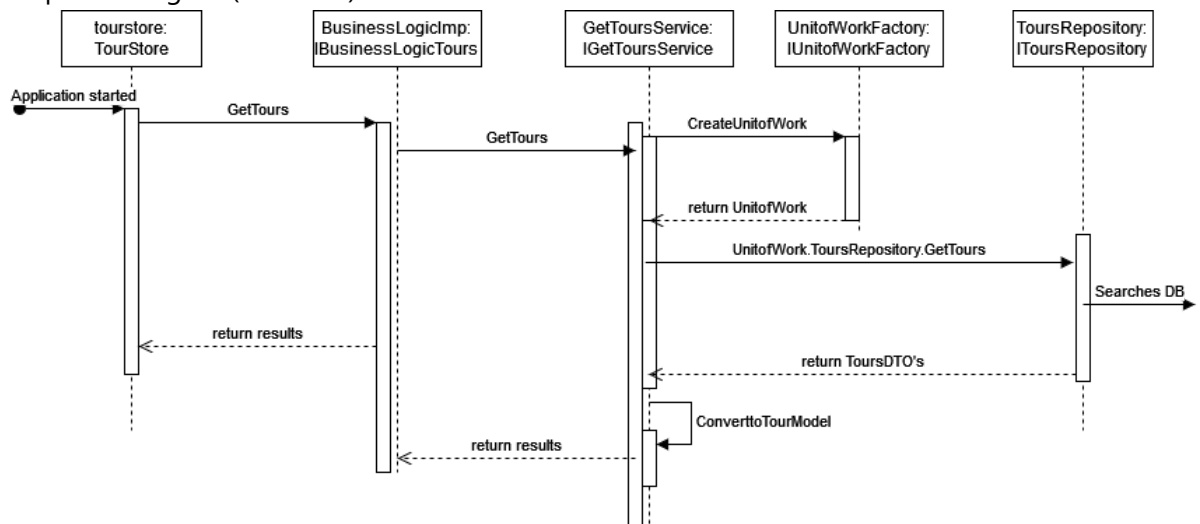 tourstore:
TourStore
BusinessLogicImp:
IBusinessLogicTours
GetToursService:
IGetToursService
UnitofWorkFactory:
IUnitofWorkFactory
ToursRepository:
IToursRepository
Application started
GetTours
GetTours
CreateUnitofWork
return UnitofWork
UnitofWork.ToursRepository.GetTours
Searches DB
return results
return ToursDTO's
ConverttoTourModel
return results